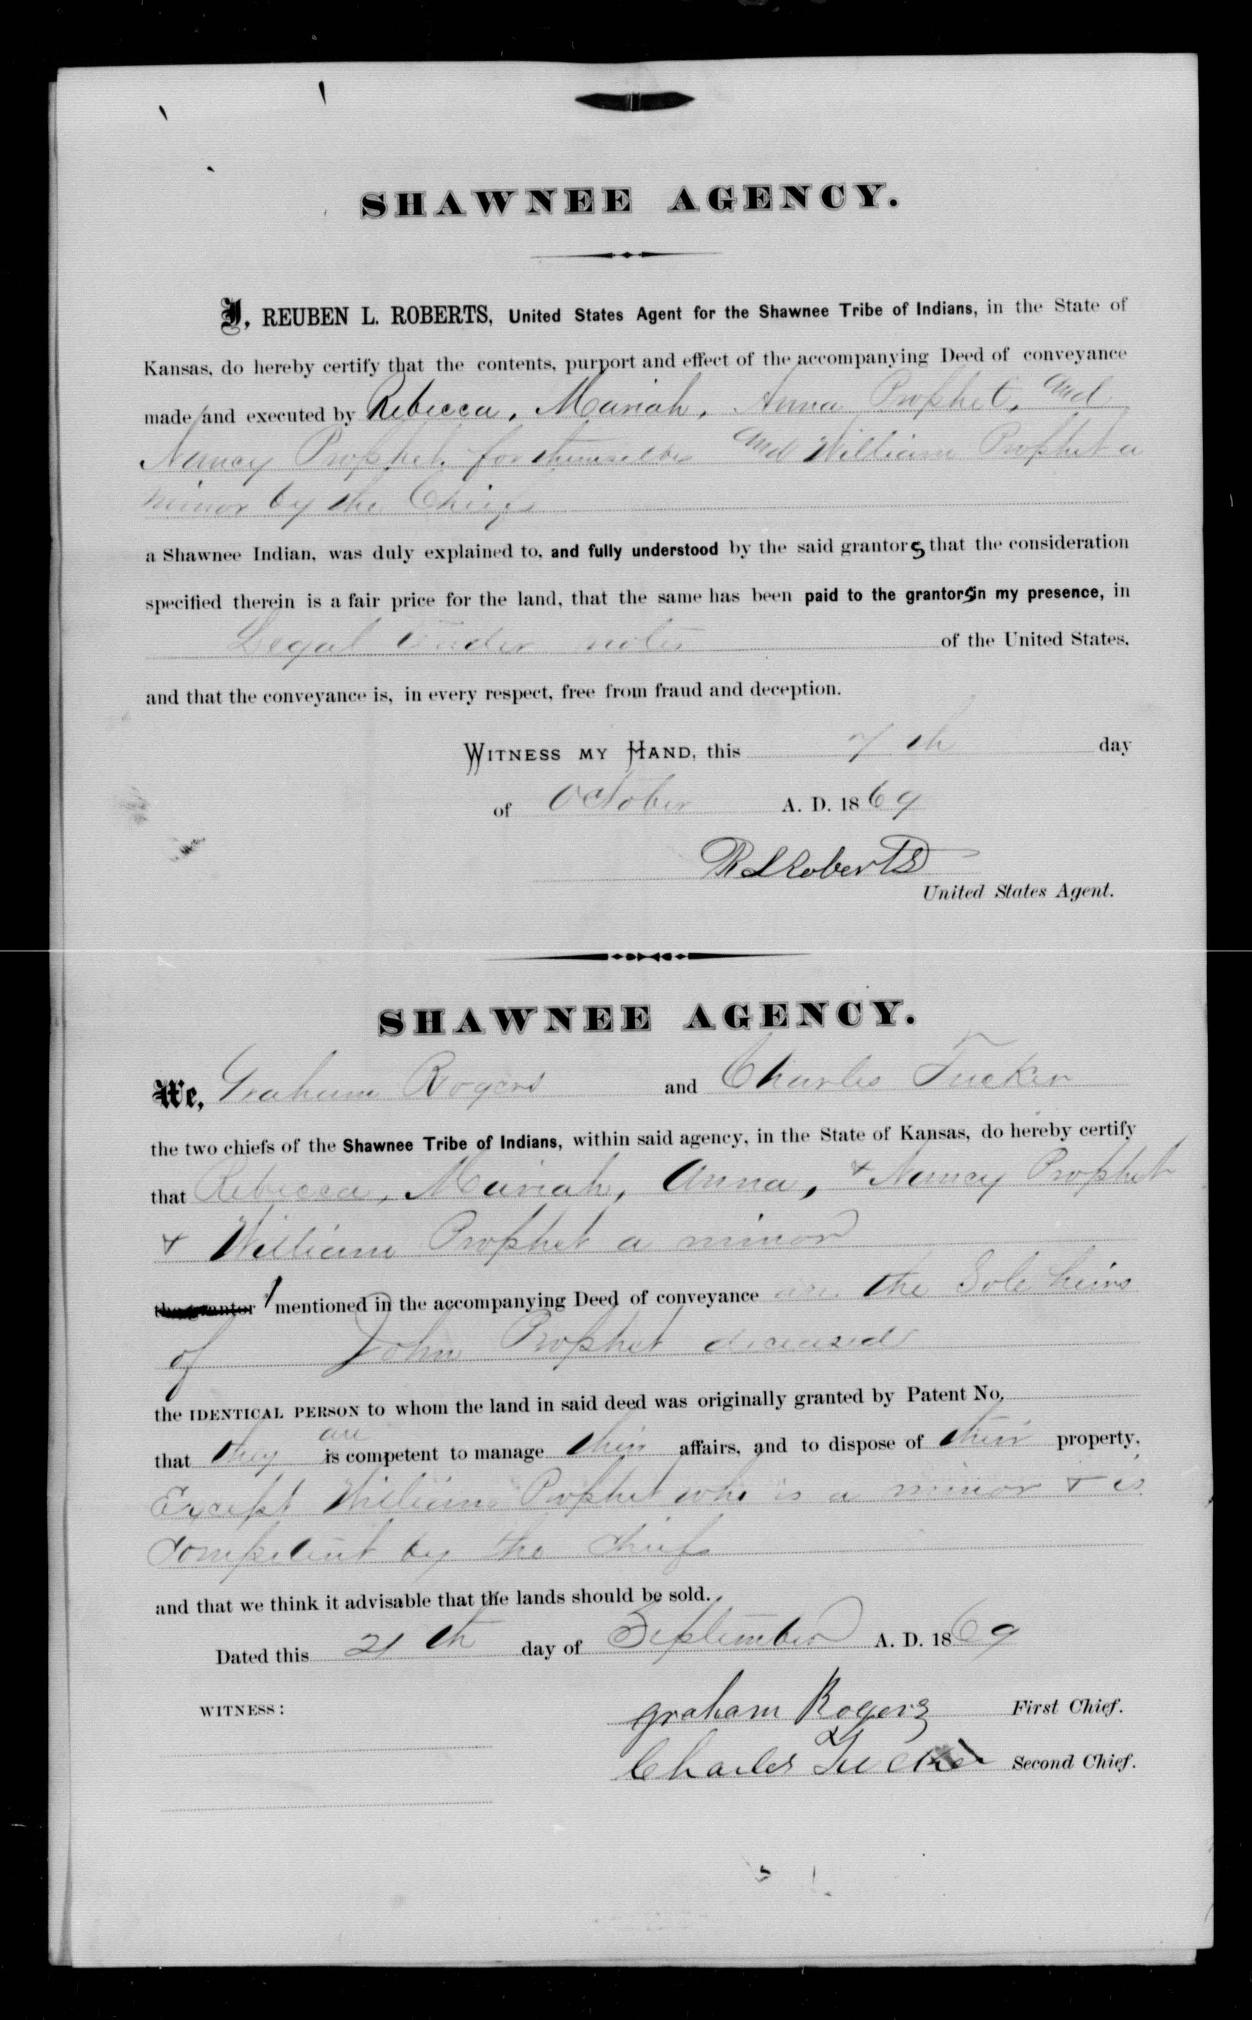 SHAWNEE AGENCY.
I, REUBEN L. ROBERTS, United States Agent for the Shawnee Tribe of Indians, in the State of
Kansas, do hereby certify that the contents, purport and effect of the accompanying Deed of conveyance
made and executed by Rebecca, Mariah, Anna Prophet, and
Nancy Prophet for themselves and William Prophet a
minor by the Chiefs
a Shawnee Indian, was duly explained to, and fully understood by the said grantors that the consideration
specified therein is a fair price for the land, that the same has been paid to the grantors in my presence, in
Legal tender notes of the United States,
and that the conveyance is, in every respect, free from fraud and deception.
WITNESS MY HAND, this 7th day
of October A. D. 1869
R L Roberts
United States Agent.
SHAWNEE AGENCY.
We, Graham Rogers and Charles Tucker
the two chiefs of the Shawnee Tribe of Indians, within said agency, in the State of Kansas, do hereby certify
that Rebecca, Mariah, Anna, & Nancy Prophet
& William Prophet a minor
the grantor mentioned in the accompanying Deed of conveyance are the Sole heirs
of John Prophet deceased
the IDENTICAL PERSON to whom the land in said deed was originally granted by Patent No.
are
that they is competent to manage their affairs, and to dispose of their property,
Except William Prophet who is a minor & is
Competent by the chiefs
and that we think it advisable that the lands should be sold.
Dated this 21th day of September A. D. 1869
WITNESS:
graham Rogers First Chief.
Charles Tucker Second Chief.